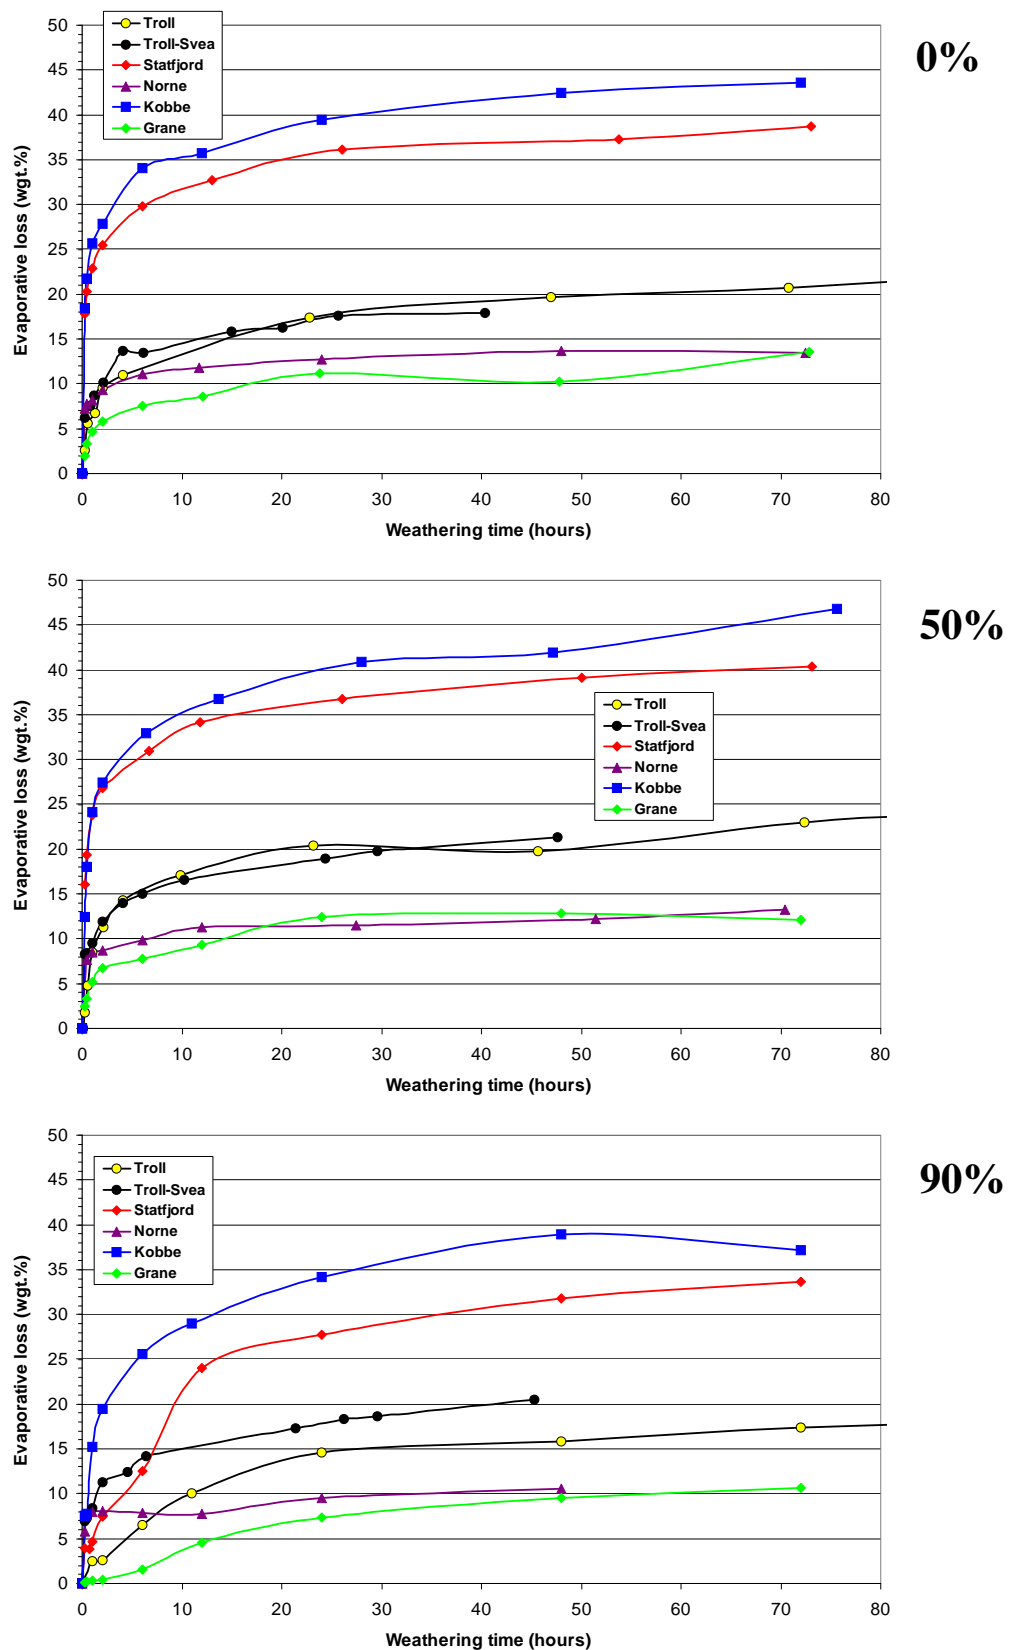 50
45
40
35
30
25
20
15
10
5
0
Evaporative loss (wgt.%)
Troll
Troll-Svea
Statfjord
Norne
Kobbe
Grane
0 10 20 30 40 50 60 70 80
Weathering time (hours)
0%
50
45
40
35
30
25
20
15
10
5
0
Evaporative loss (wgt.%)
Troll
Troll-Svea
Statfjord
Norne
Kobbe
Grane
0 10 20 30 40 50 60 70 80
Weathering time (hours)
50%
50
45
40
35
30
25
20
15
10
5
0
Evaporative loss (wgt.%)
Troll
Troll-Svea
Statfjord
Norne
Kobbe
Grane
0 10 20 30 40 50 60 70 80
Weathering time (hours)
90%